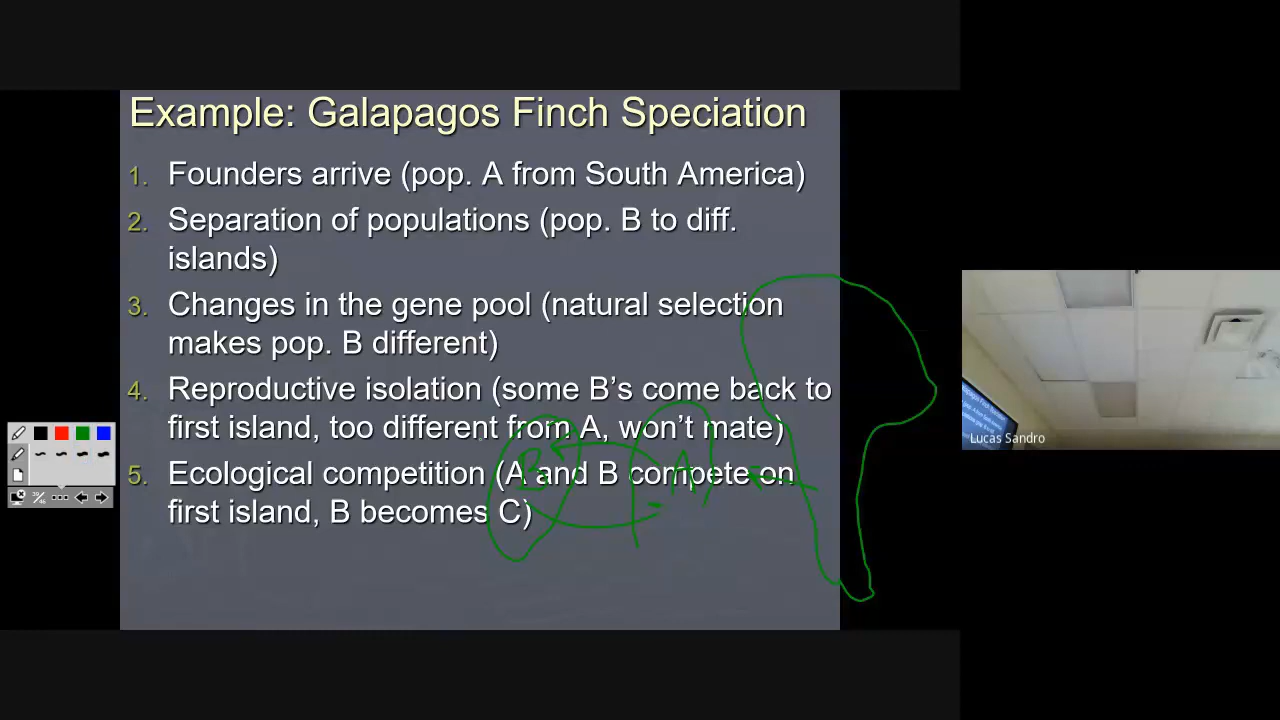 Example: Galapagos Finch Speciation
1. Founders arrive (pop. A from South America)
2. Separation of populations (pop. B to diff.
islands)
3. Changes in the gene pool (natural selection
makes pop. B different)
4. Reproductive isolation (some B's come back to
first island, too different from A, won't mate)
5. Ecological competition (A and B compete on
first island, B becomes C)
B
A
Lucas Sandro